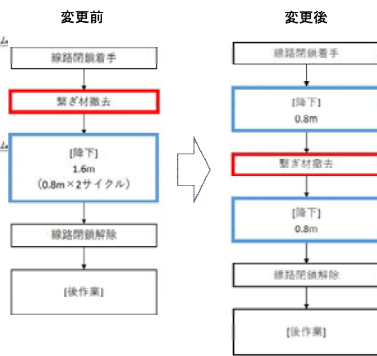 変更前
ム
線路閉鎖着手
繋ぎ材撤去
ム
[降下]
1.6m
（0.8m×2サイクル）
線路閉鎖解除
[後作業]
変更後
線路閉鎖着手
[降下]
0.8m
繋ぎ材撤去
[降下]
0.8m
線路閉鎖解除
[後作業]